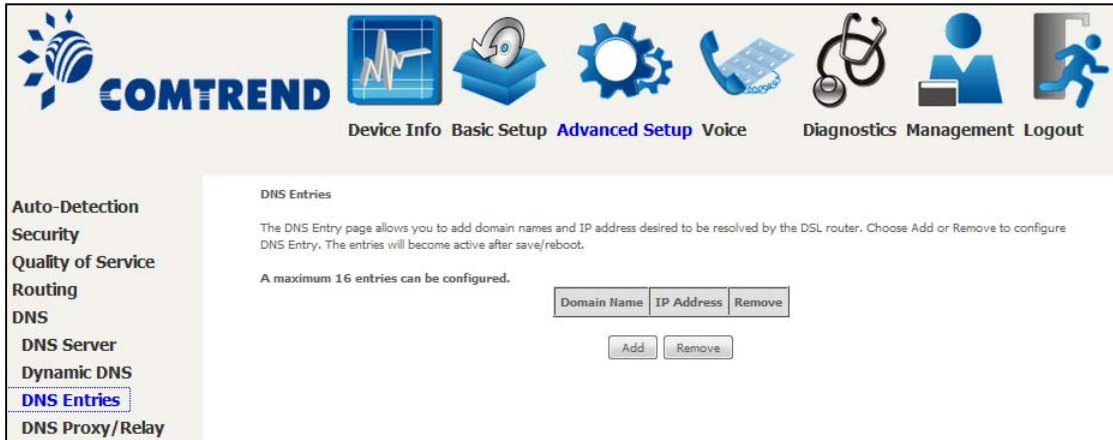 COMTREND
Device Info Basic Setup Advanced Setup Voice Diagnostics Management Logout
Auto-Detection
Security
Quality of Service
Routing
DNS
DNS Server
Dynamic DNS
DNS Entries
DNS Proxy/Relay
DNS Entries
The DNS Entry page allows you to add domain names and IP address desired to be resolved by the DSL router. Choose Add or Remove to configure
DNS Entry. The entries will become active after save/reboot.
A maximum 16 entries can be configured.
Domain Name IP Address Remove
Add Remove